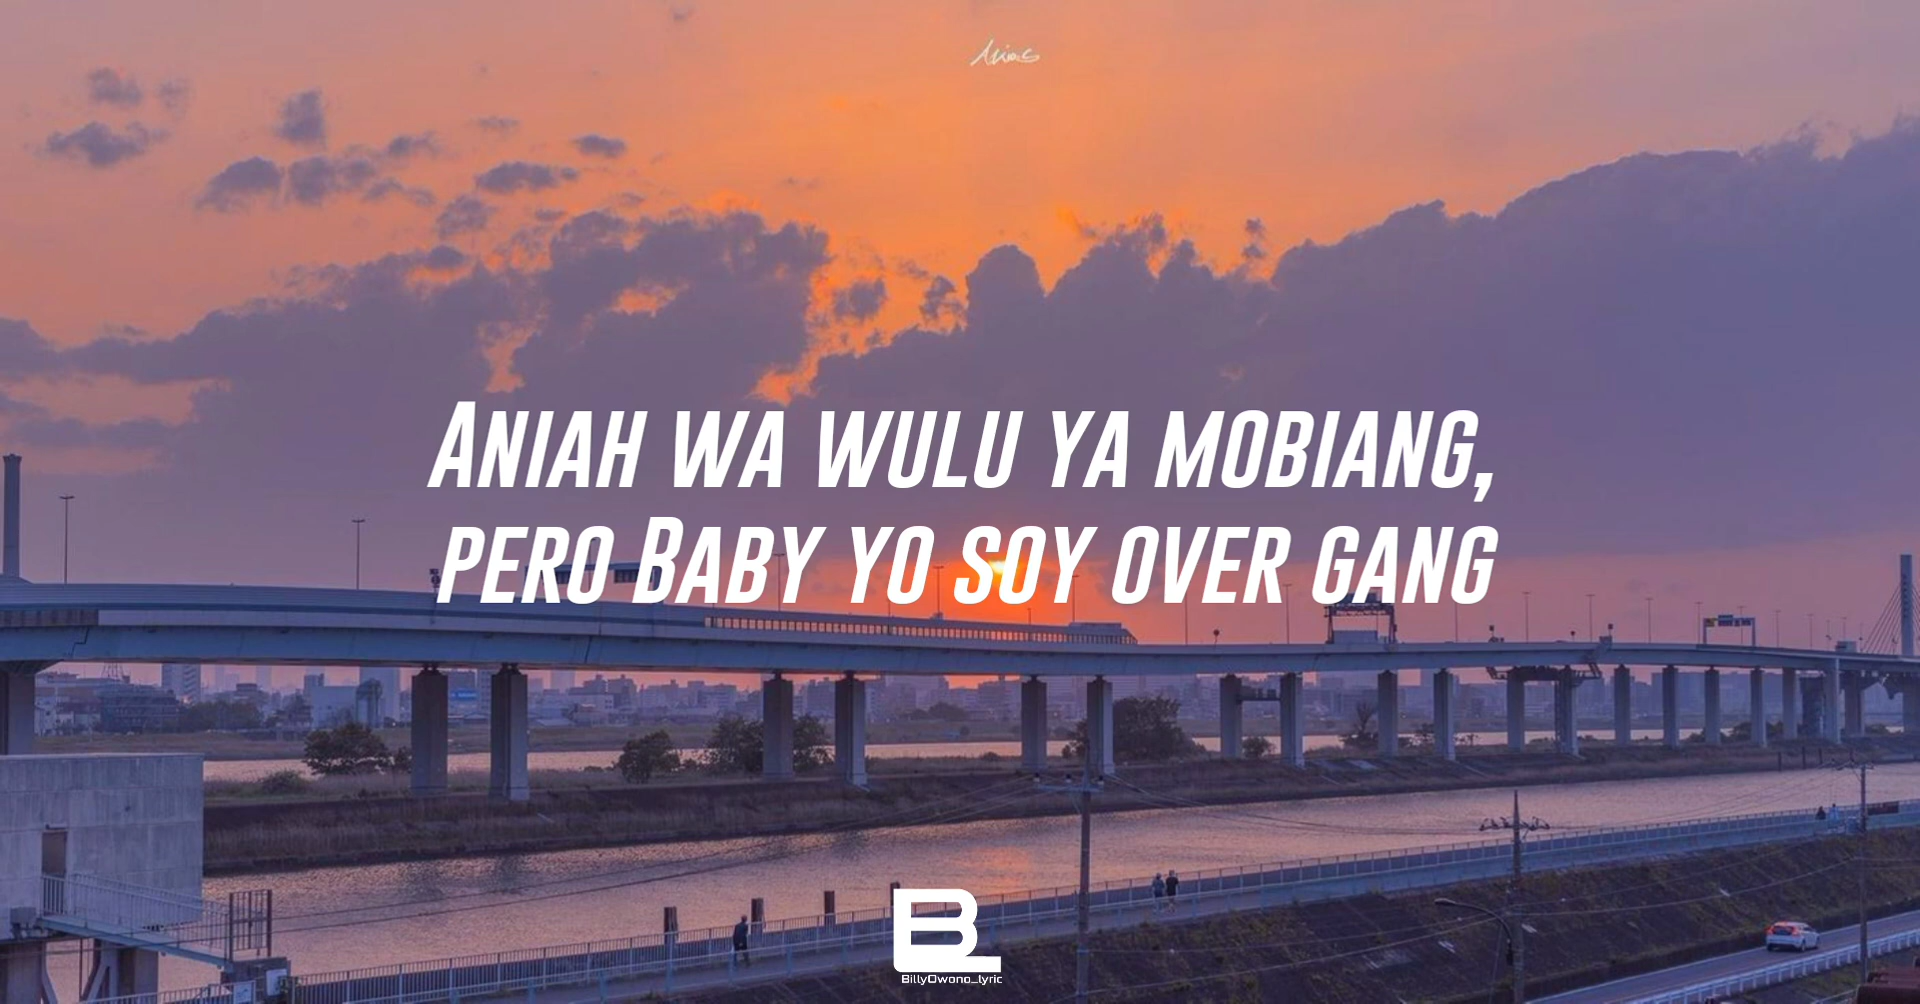 Aniah wa wulu ya mobiang,
pero Baby yo soy over gang
BillyOwono_lyric